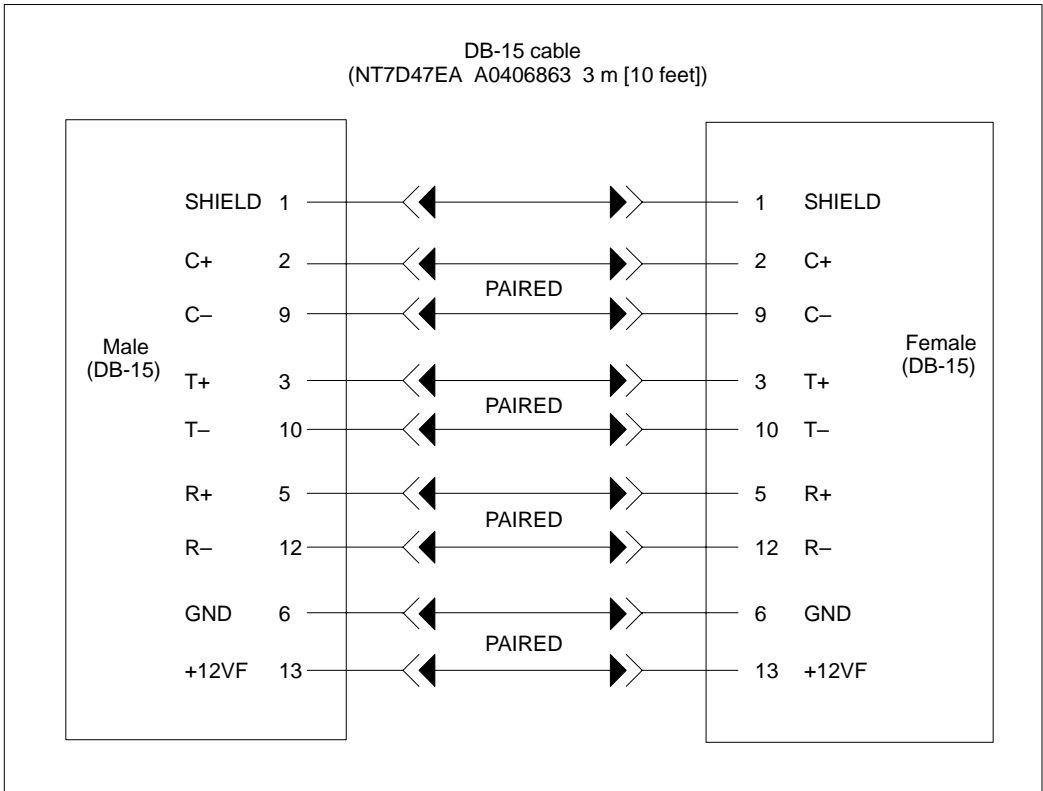 DB-15 cable
(NT7D47EA A0406863 3 m [10 feet])
SHIELD 1 1 SHIELD
C+ 2 2 C+
PAIRED
C– 9 9 C–
Male
(DB-15)
Female
(DB-15)
T+ 3 3 T+
PAIRED
T– 10 10 T–
R+ 5 5 R+
PAIRED
R– 12 12 R–
GND 6 6 GND
PAIRED
+12VF 13 13 +12VF